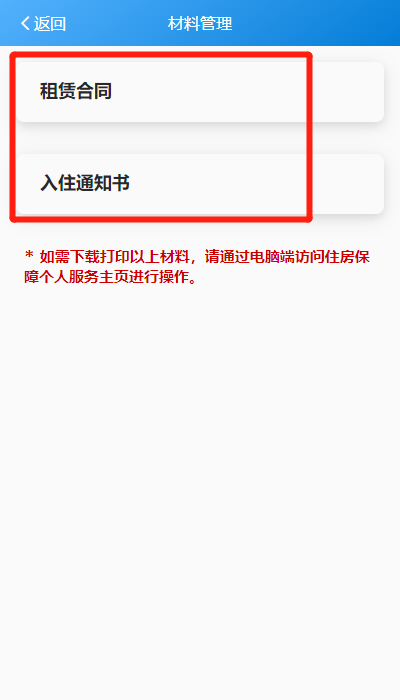 返回
材料管理
租赁合同
入住通知书
* 如需下载打印以上材料，请通过电脑端访问住房保
障个人服务主页进行操作。